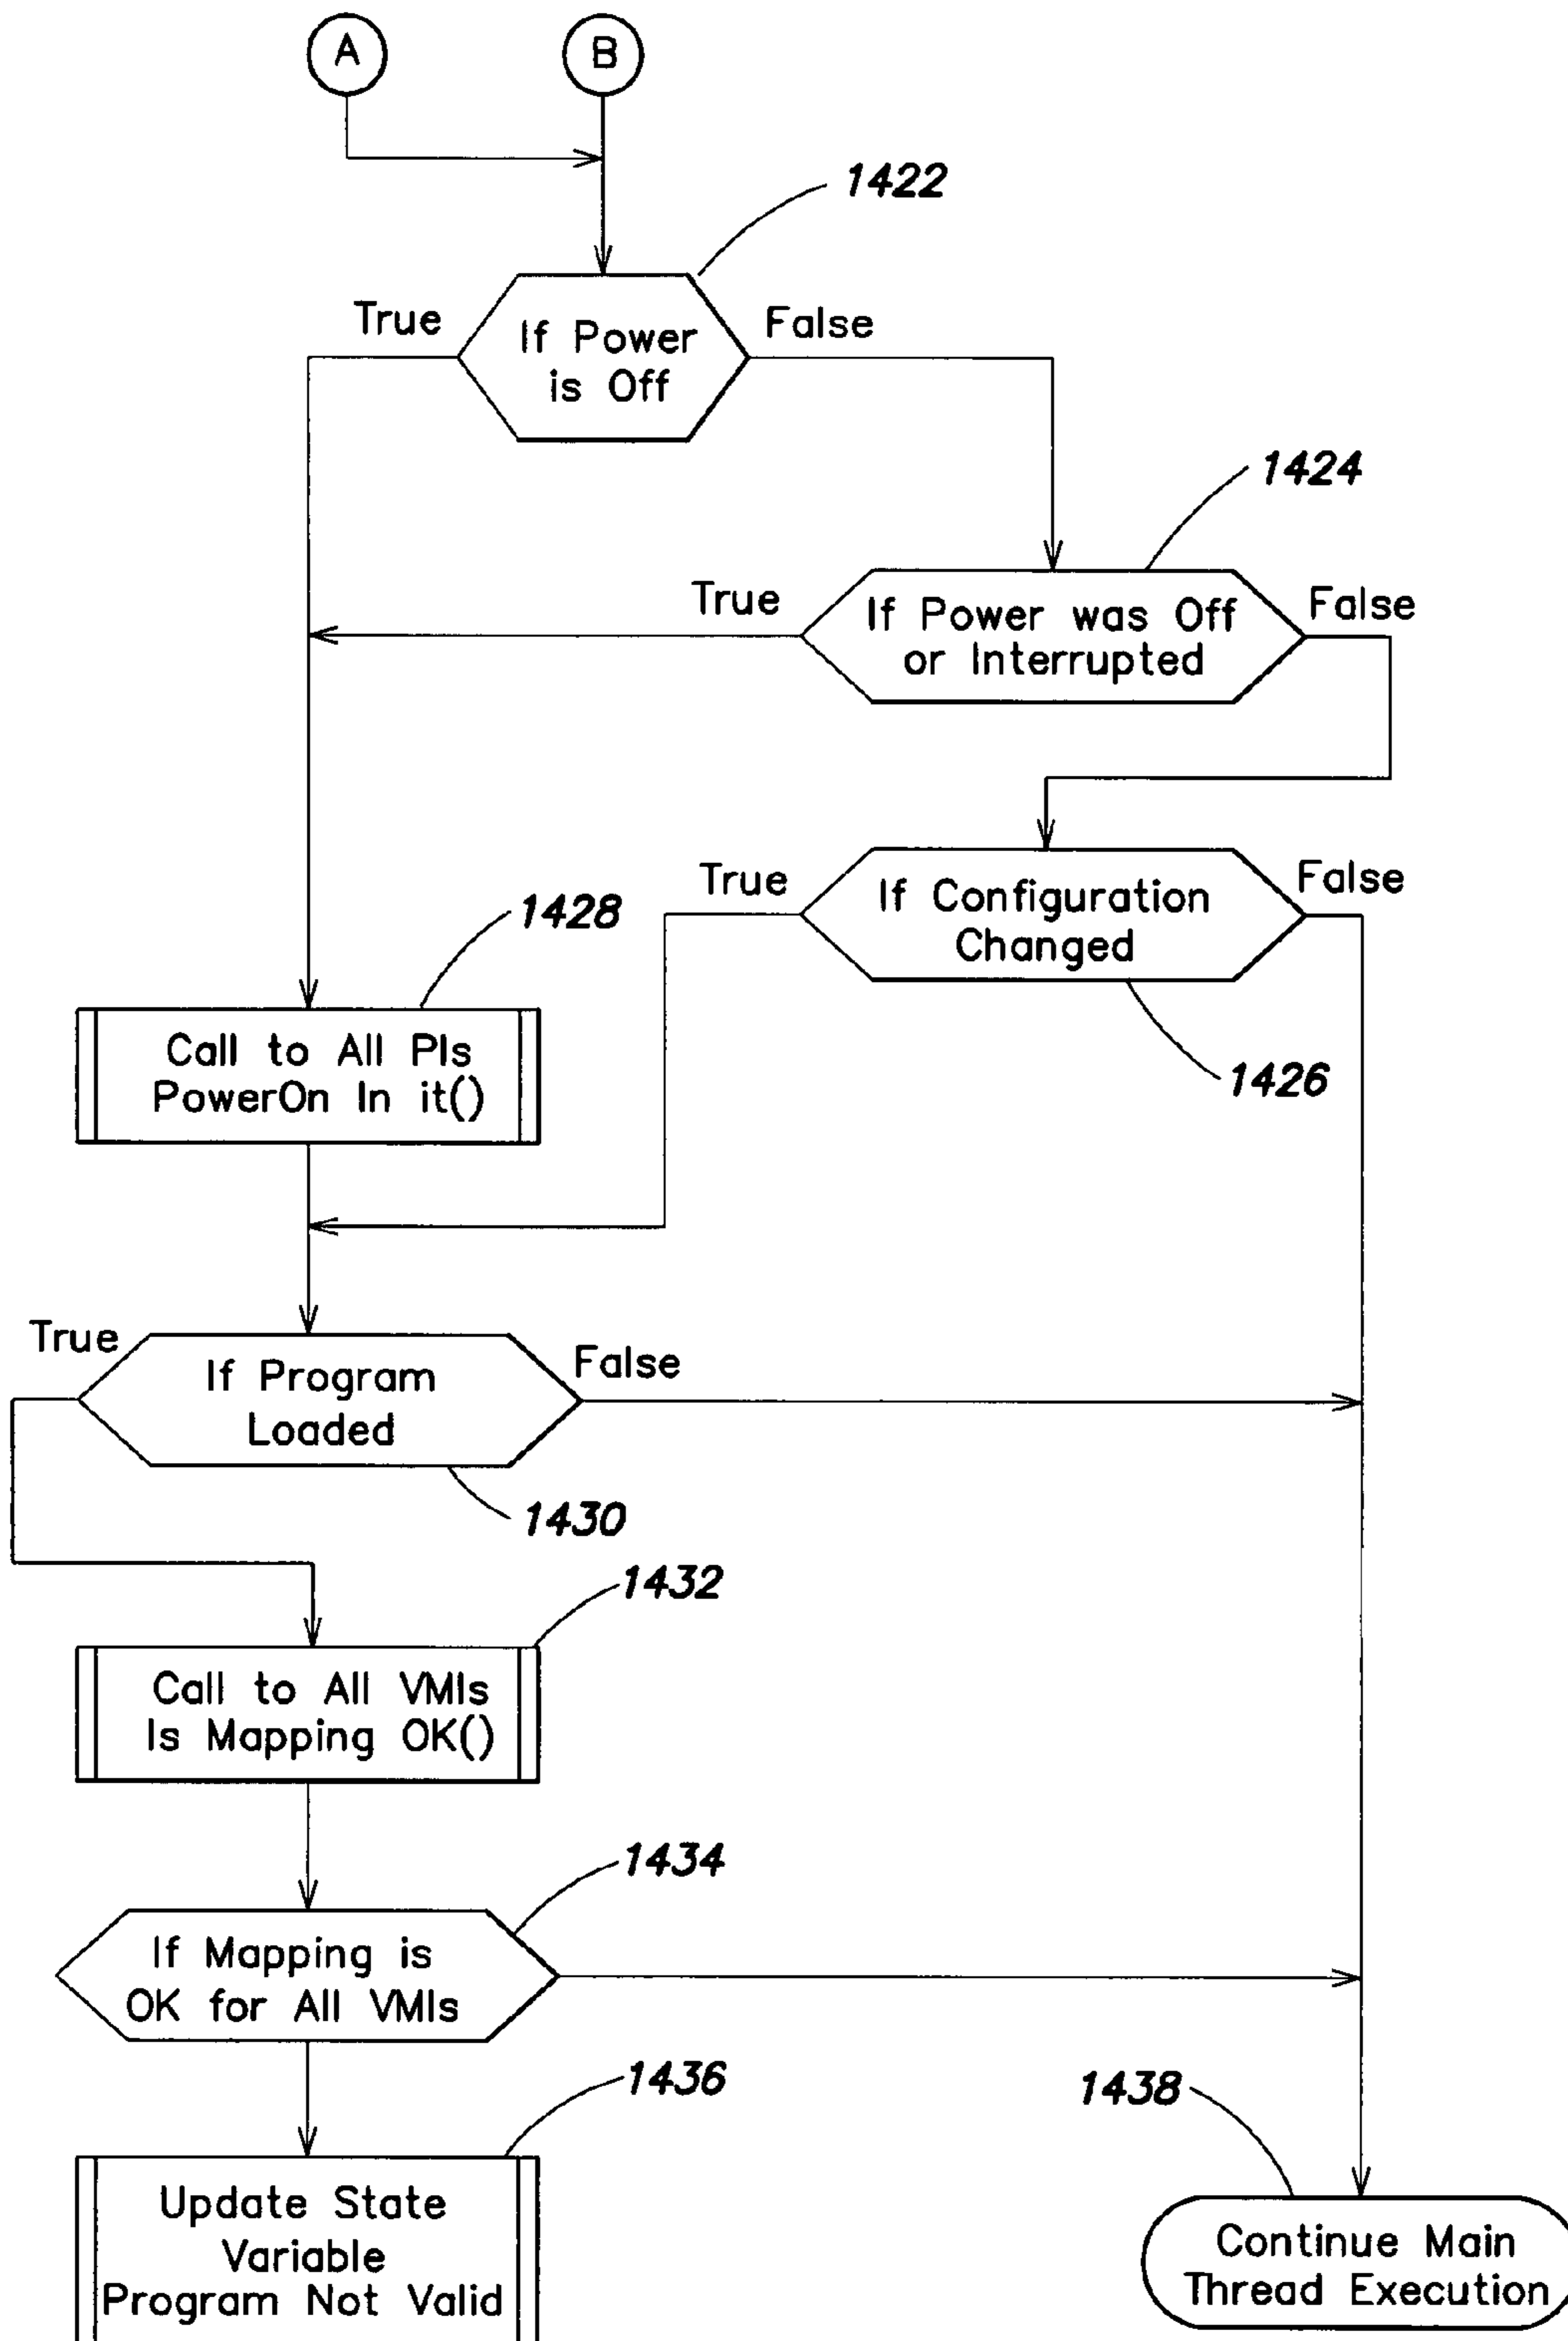 A
B
1422
True
If Power
is Off
False
1424
True
If Power was Off
or Interrupted
False
True
If Configuration
Changed
False
1428
1426
Call to All PIs
PowerOn In it()
True
If Program
Loaded
False
1430
1432
Call to All VMIs
Is Mapping OK()
1434
If Mapping is
OK for All VMIs
1436
1438
Update State
Variable
Program Not Valid
Continue Main
Thread Execution